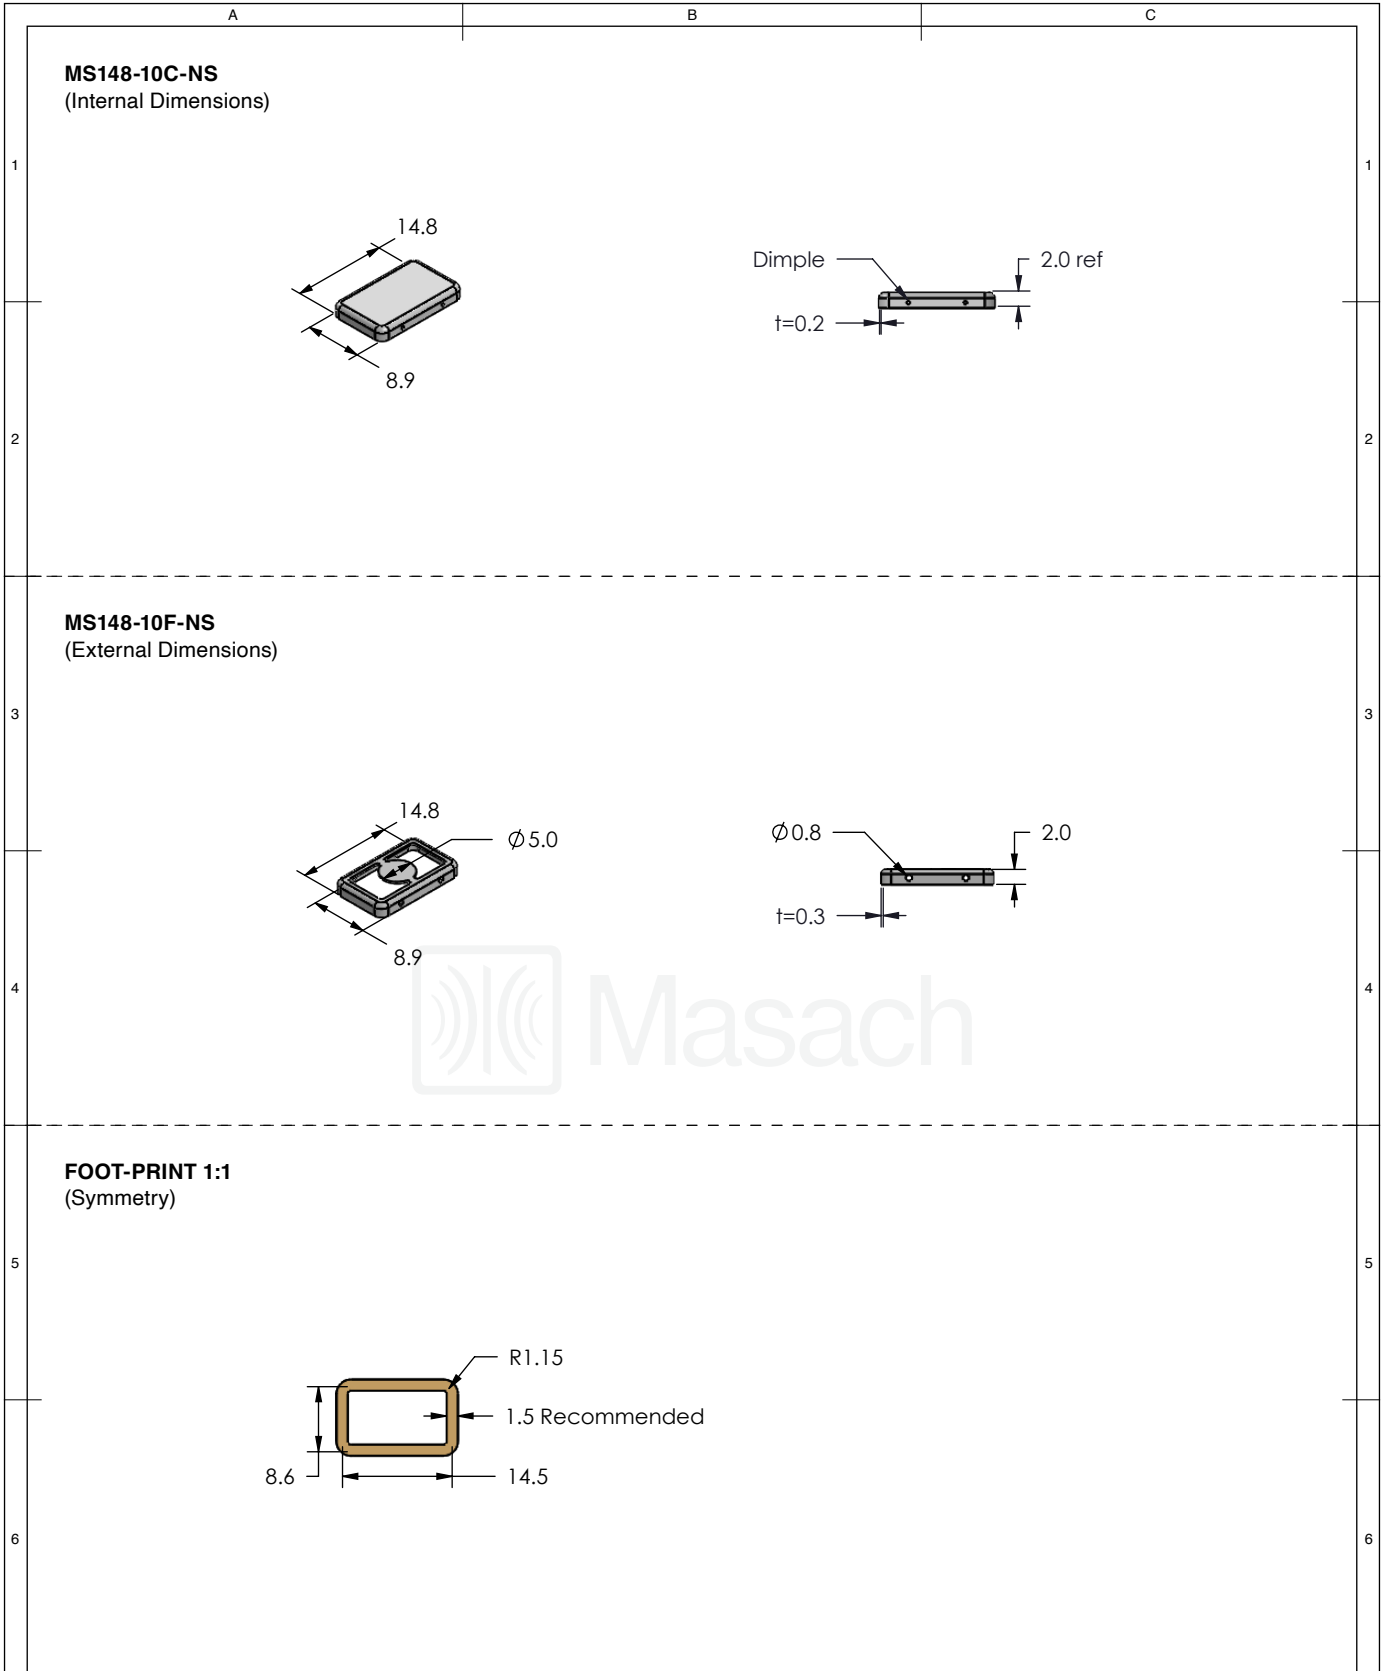 A B C
MS148-10C-NS
(Internal Dimensions)
1 1
14.8
Dimple 2.0 ref
t=0.2
8.9
2 2
MS148-10F-NS
(External Dimensions)
3 3
14.8
Ø5.0 Ø0.8 2.0
t=0.3
8.9
4 4
Masach
FOOT-PRINT 1:1
(Symmetry)
5 5
R1.15
1.5 Recommended
8.6 14.5
6 6